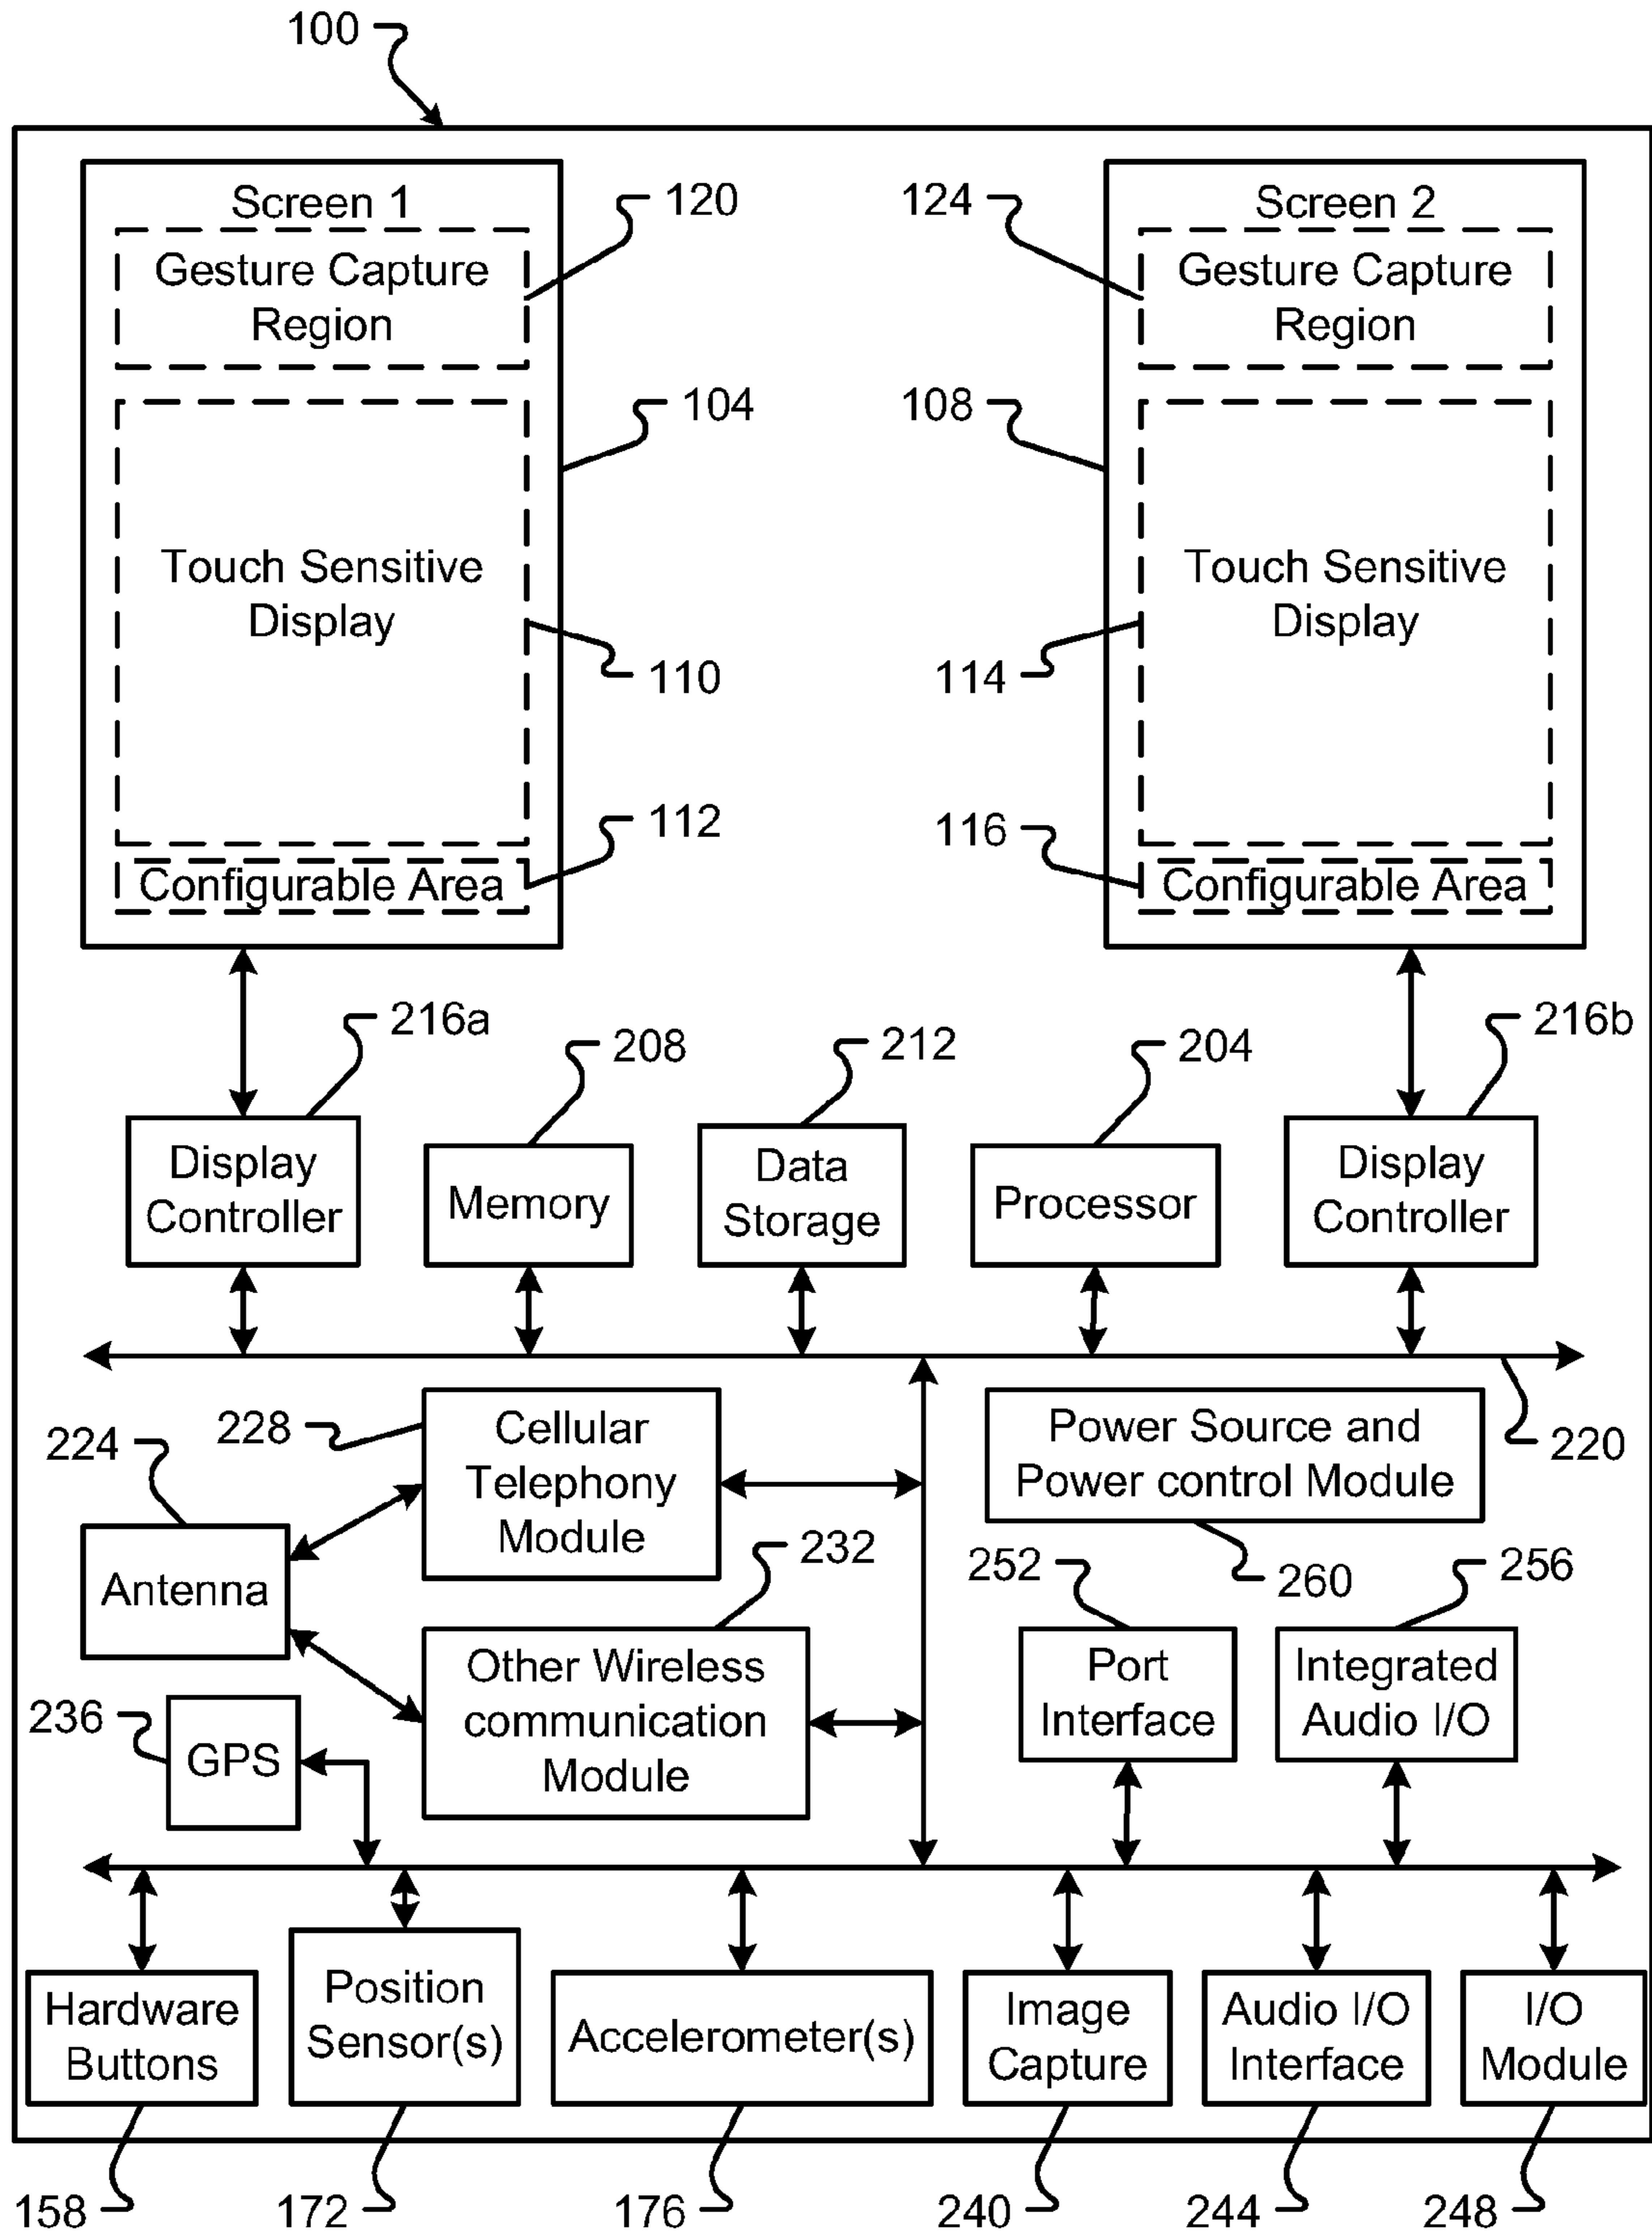 100
Screen 1
120
124
Screen 2
Gesture Capture
Region
Gesture Capture
Region
104
108
Touch Sensitive
Display
Touch Sensitive
Display
110
114
112
116
Configurable Area
Configurable Area
216a
208
212
204
216b
Display
Controller
Memory
Data
Storage
Processor
Display
Controller
228
Cellular
Telephony
Module
Power Source and
Power control Module
220
224
Antenna
232
252
260
256
Other Wireless
communication
Module
Port
Interface
Integrated
Audio I/O
236
GPS
Hardware
Buttons
Position
Sensor(s)
Accelerometer(s)
Image
Capture
Audio I/O
Interface
I/O
Module
158
172
176
240
244
248